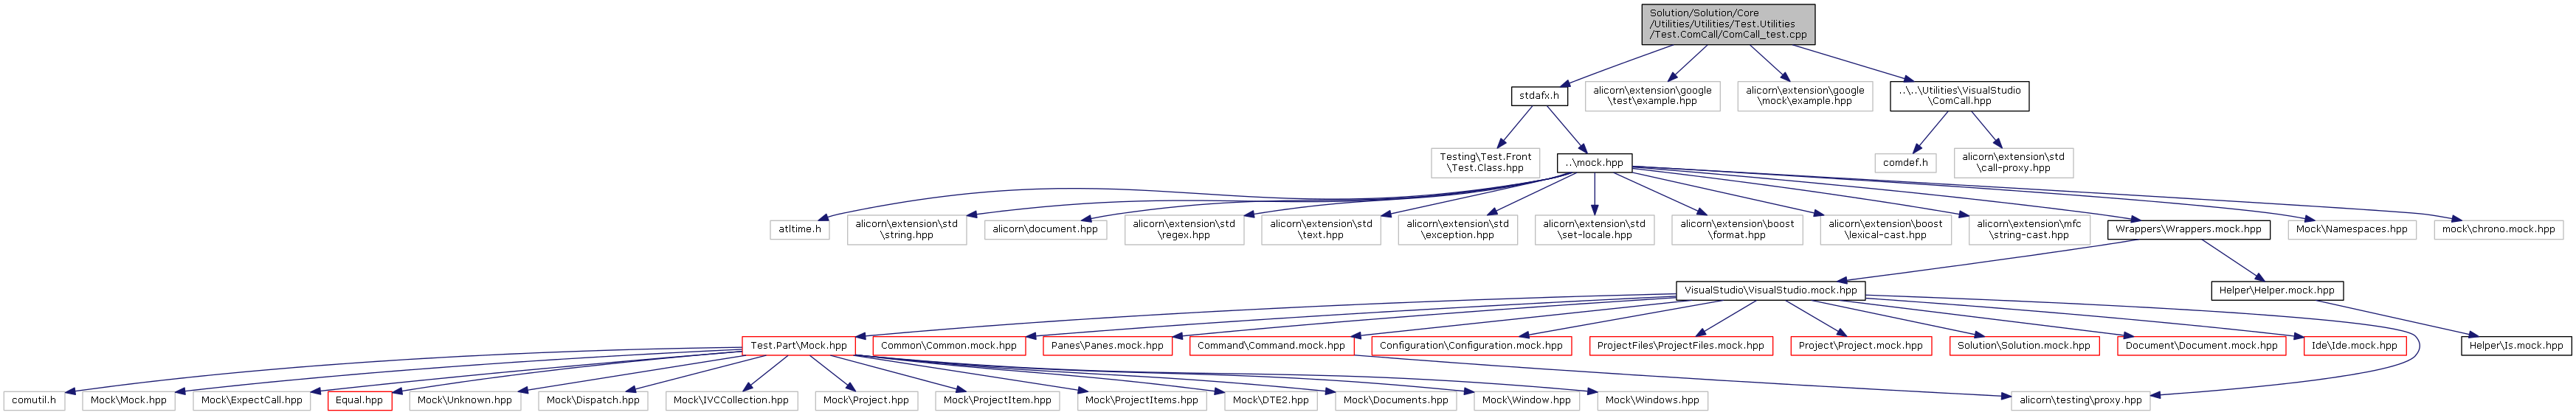 Solution/Solution/Core
/Utilities/Utilities/Test.Utilities
/Test.ComCall/ComCall_test.cpp
stdafx.h
alicorn\extension\google
\test\example.hpp
alicorn\extension\google
\mock\example.hpp
..\..\Utilities\VisualStudio
\ComCall.hpp
Testing\Test.Front
\Test.Class.hpp
..\mock.hpp
comdef.h
alicorn\extension\std
\call-proxy.hpp
atltime.h
alicorn\extension\std
\string.hpp
alicorn\document.hpp
alicorn\extension\std
\regex.hpp
alicorn\extension\std
\text.hpp
alicorn\extension\std
\exception.hpp
alicorn\extension\std
\set-locale.hpp
alicorn\extension\boost
\format.hpp
alicorn\extension\boost
\lexical-cast.hpp
alicorn\extension\mfc
\string-cast.hpp
Wrappers\Wrappers.mock.hpp
Mock\Namespaces.hpp
mock\chrono.mock.hpp
VisualStudio\VisualStudio.mock.hpp
Helper\Helper.mock.hpp
Test.Part\Mock.hpp
Common\Common.mock.hpp
Panes\Panes.mock.hpp
Command\Command.mock.hpp
Configuration\Configuration.mock.hpp
ProjectFiles\ProjectFiles.mock.hpp
Project\Project.mock.hpp
Solution\Solution.mock.hpp
Document\Document.mock.hpp
Ide\Ide.mock.hpp
Helper\Is.mock.hpp
comutil.h
Mock\Mock.hpp
Mock\ExpectCall.hpp
Equal.hpp
Mock\Unknown.hpp
Mock\Dispatch.hpp
Mock\IVCCollection.hpp
Mock\Project.hpp
Mock\ProjectItem.hpp
Mock\ProjectItems.hpp
Mock\DTE2.hpp
Mock\Documents.hpp
Mock\Window.hpp
Mock\Windows.hpp
alicorn\testing\proxy.hpp